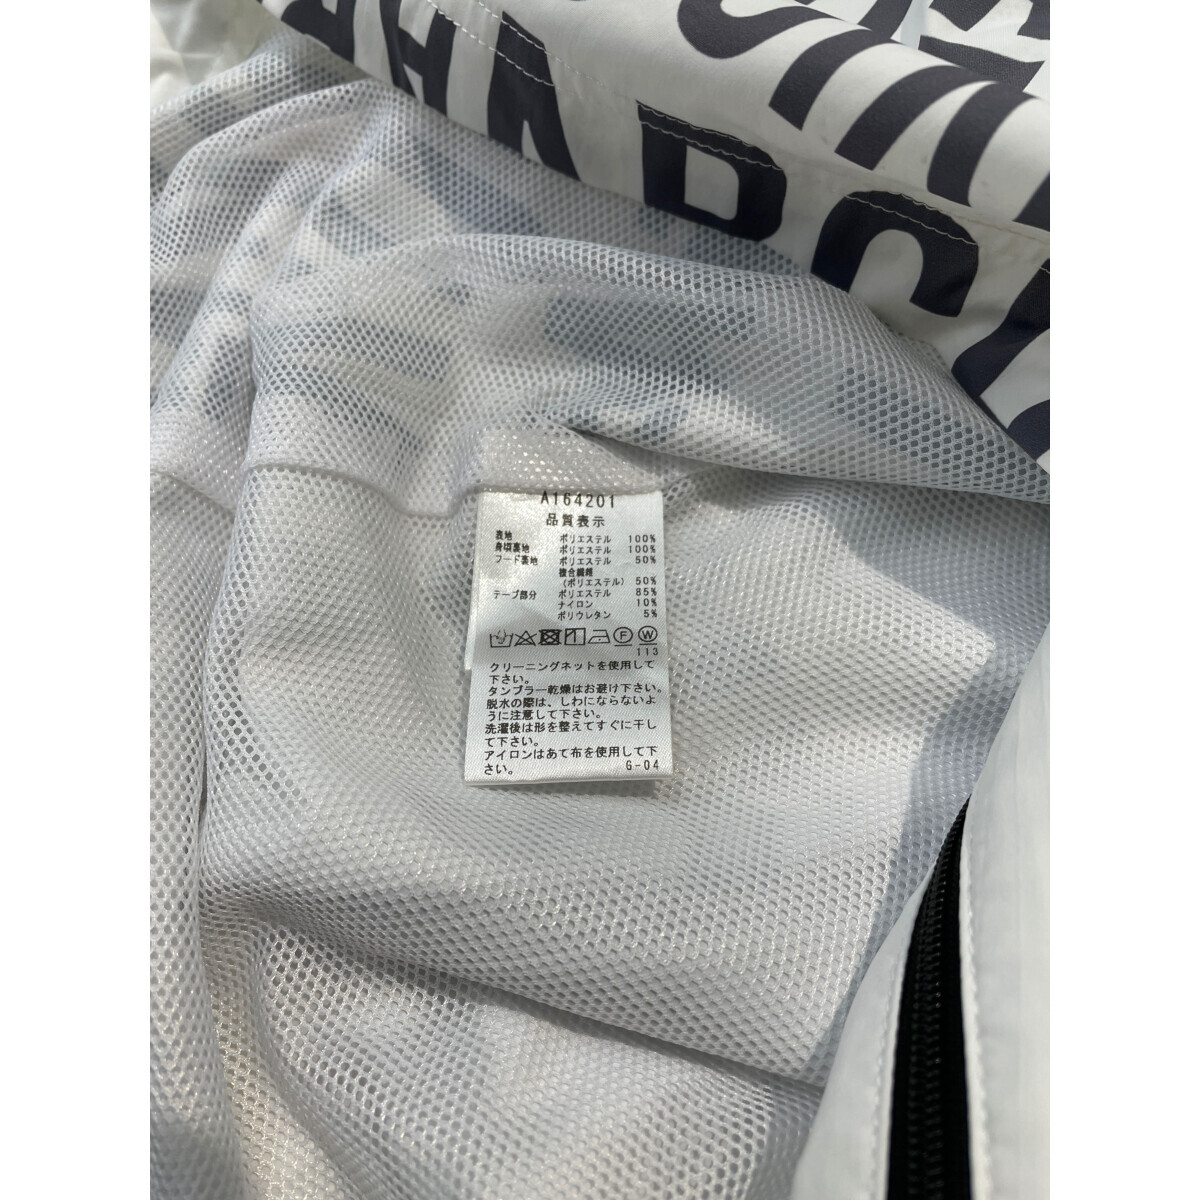 HARC
A164201
品質表示
表地 ポリエステル 100%
身頃裏地 ポリエステル 100%
フード裏地 ポリエステル 50%
複合繊維
(ポリエステル) 50%
テープ部分 ポリエステル 85%
ナイロン 10%
ポリウレタン 5%
F W
113
クリーニングネットを使用して
下さい。
タンブラー乾燥はお避け下さい。
脱水の際は、しわにならないよ
うに注意して下さい。
洗濯後は形を整えてすぐに干し
て下さい。
アイロンはあて布を使用して下
さい。 G-04